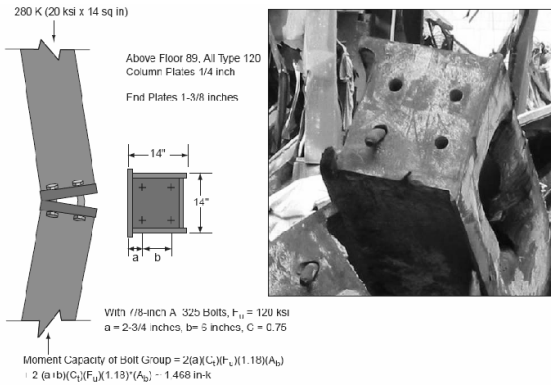 280 K (20 ksi x 14 sq in)
Above Floor 89, All Type 120
Column Plates 1/4 inch
End Plates 1-3/8 inches
14"
14"
a b
With 7/8-inch A 325 Bolts, Fu = 120 ksi
a = 2-3/4 inches, b= 6 inches, C = 0.75
Moment Capacity of Bolt Group = 2(a)(Ct)(Fu)(1.18)(Ab)
+ 2 (a+b)(Ct)(Fu)(1.18)*(Ab) ~ 1.468 in-k